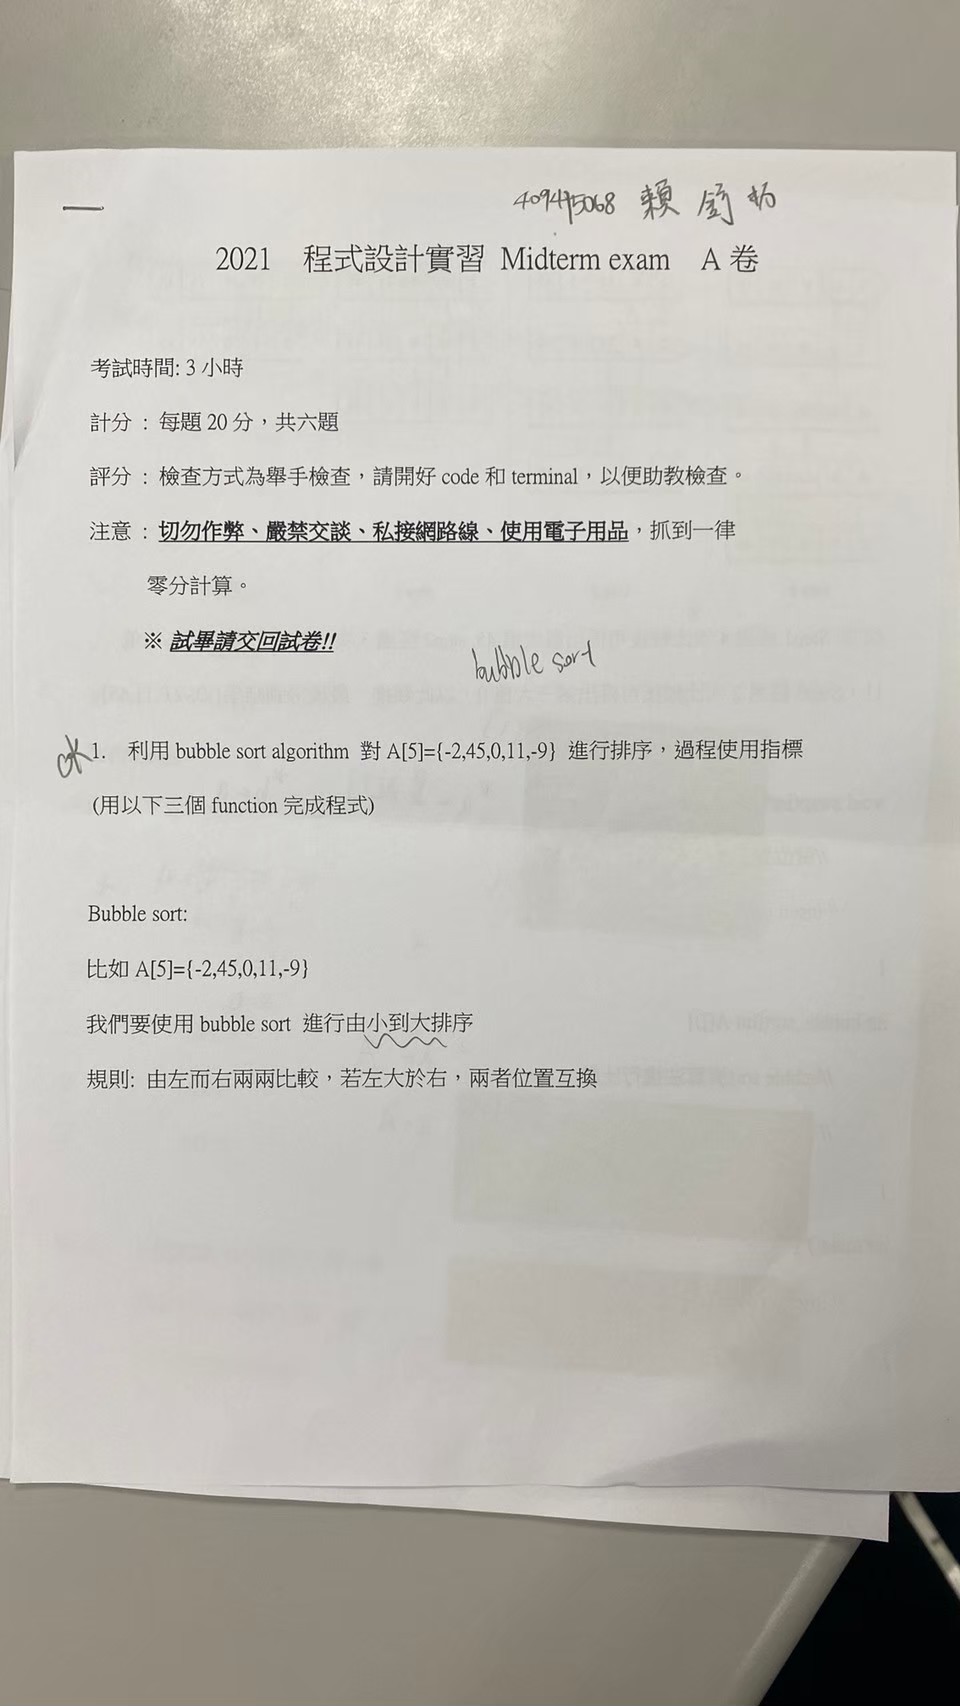 賴
2021 程式設計實習 Midterm exam A 卷
考試時間: 3 小時
計分 : 每題 20 分，共六題
評分 : 檢查方式為舉手檢查，請開好 code 和 terminal，以便助教檢查。
注意 : 切勿作弊、嚴禁交談、私接網路線、使用電子用品，抓到一律
零分計算。
※ 試畢請交回試卷!!
bubble sort
OK 1. 利用 bubble sort algorithm 對 A[5]={-2,45,0,11,-9} 進行排序，過程使用指標
(用以下三個 function 完成程式)
Bubble sort:
比如 A[5]={-2,45,0,11,-9}
我們要使用 bubble sort 進行由小到大排序
規則: 由左而右兩兩比較，若左大於右，兩者位置互換